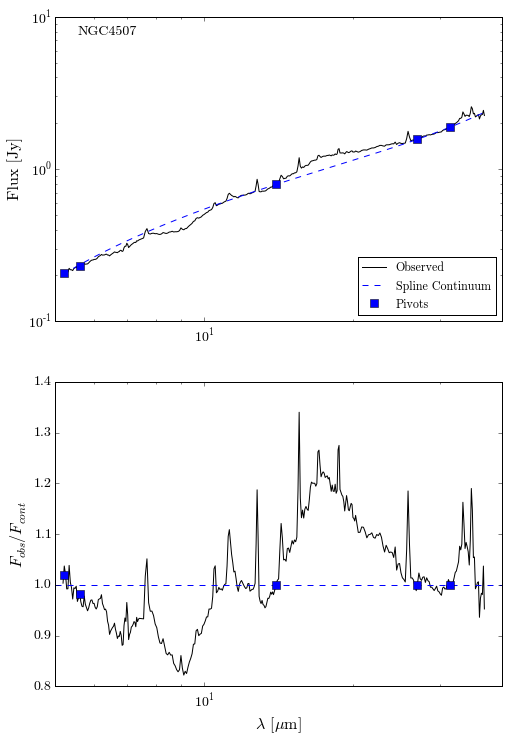 NGC4507
10^1
10^0
10^-1
Flux [Jy]
Observed
Spline Continuum
Pivots
10^1
1.4
1.3
1.2
1.1
1.0
0.9
0.8
F_obs/F_cont
10^1
λ [μm]